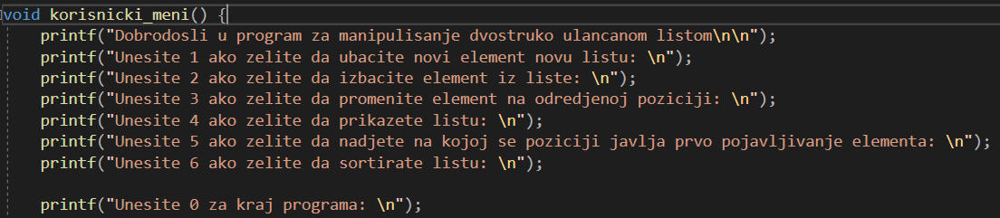 void korisnicki_meni() {
printf("Dobrodosli u program za manipulisanje dvostruko ulancanom listom\n\n");
printf("Unesite 1 ako zelite da ubacite novi element novu listu: \n");
printf("Unesite 2 ako zelite da izbacite element iz liste: \n");
printf("Unesite 3 ako zelite da promenite element na odredjenoj poziciji: \n");
printf("Unesite 4 ako zelite da prikazete listu: \n");
printf("Unesite 5 ako zelite da nadjete na kojoj se poziciji javlja prvo pojavljivanje elementa: \n");
printf("Unesite 6 ako zelite da sortirate listu: \n");
printf("Unesite 0 za kraj programa: \n");